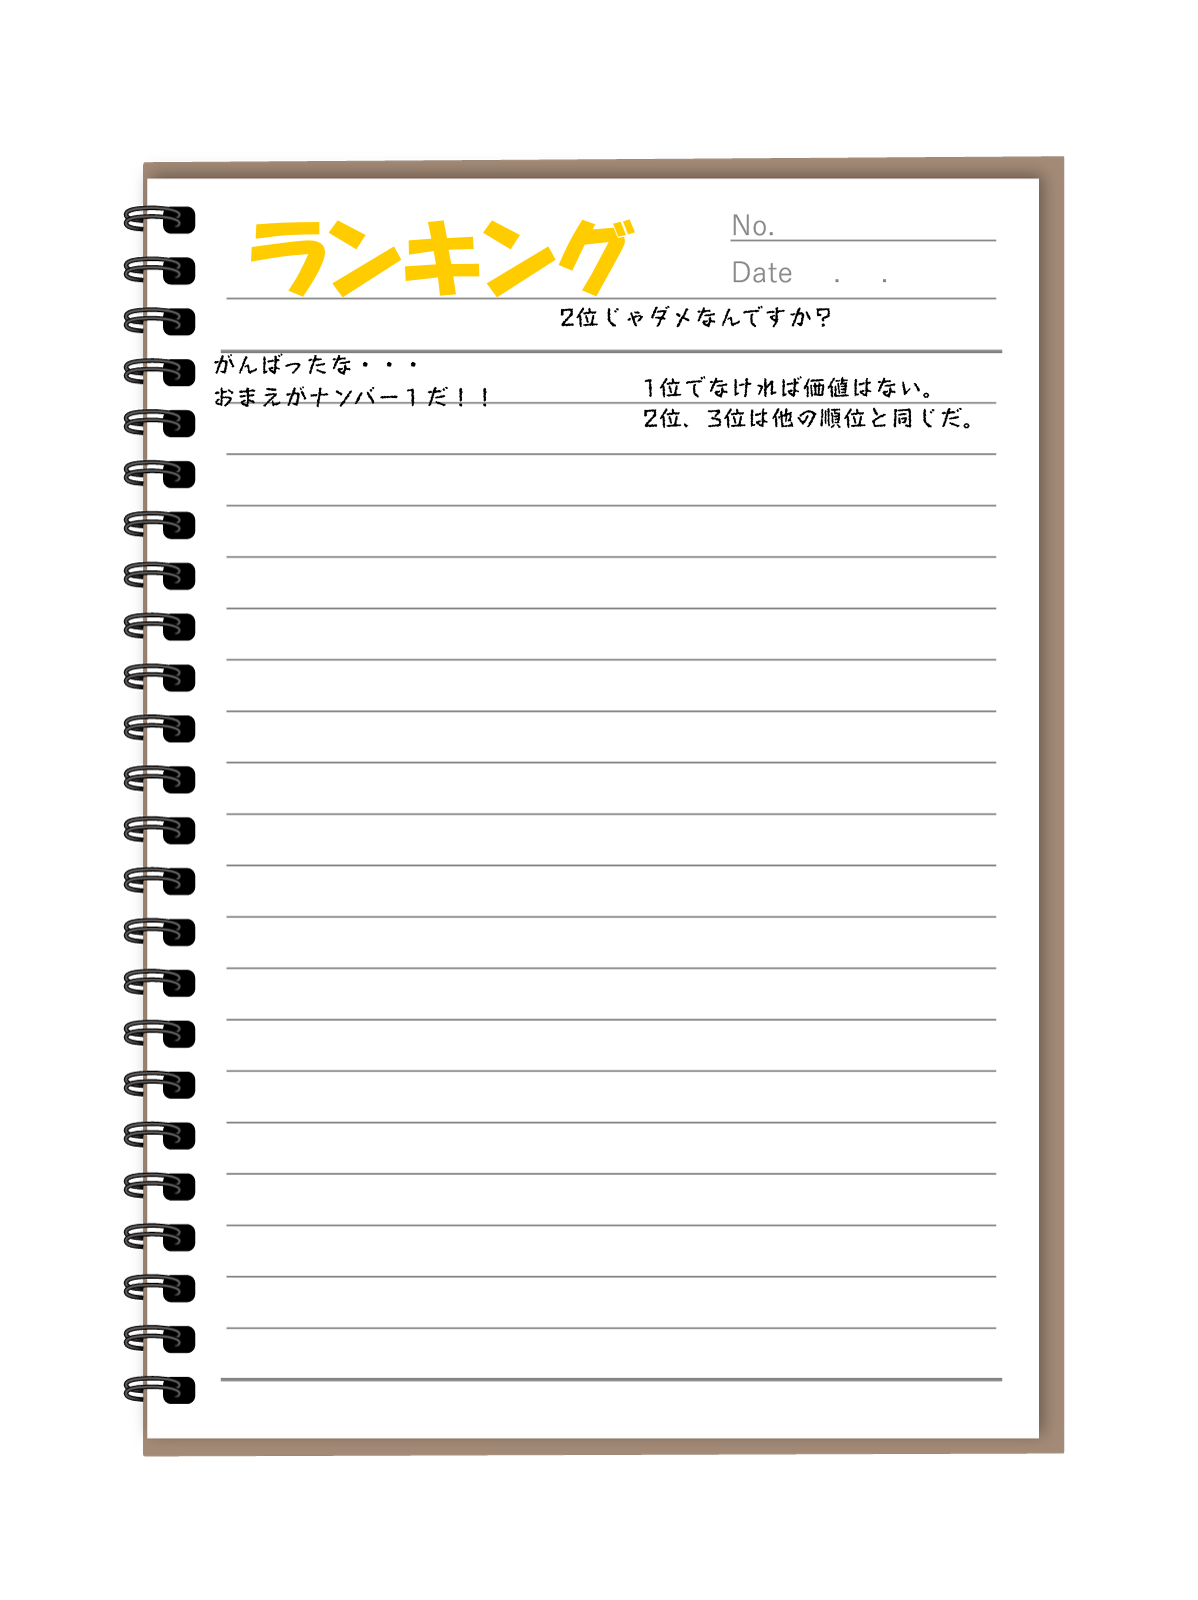 ランキング
No.
Date . .
2位じゃダメなんですか?
がんばったな・・・
おまえがナンバー1だ!!
1位でなければ価値はない。
2位、3位は他の順位と同じだ。